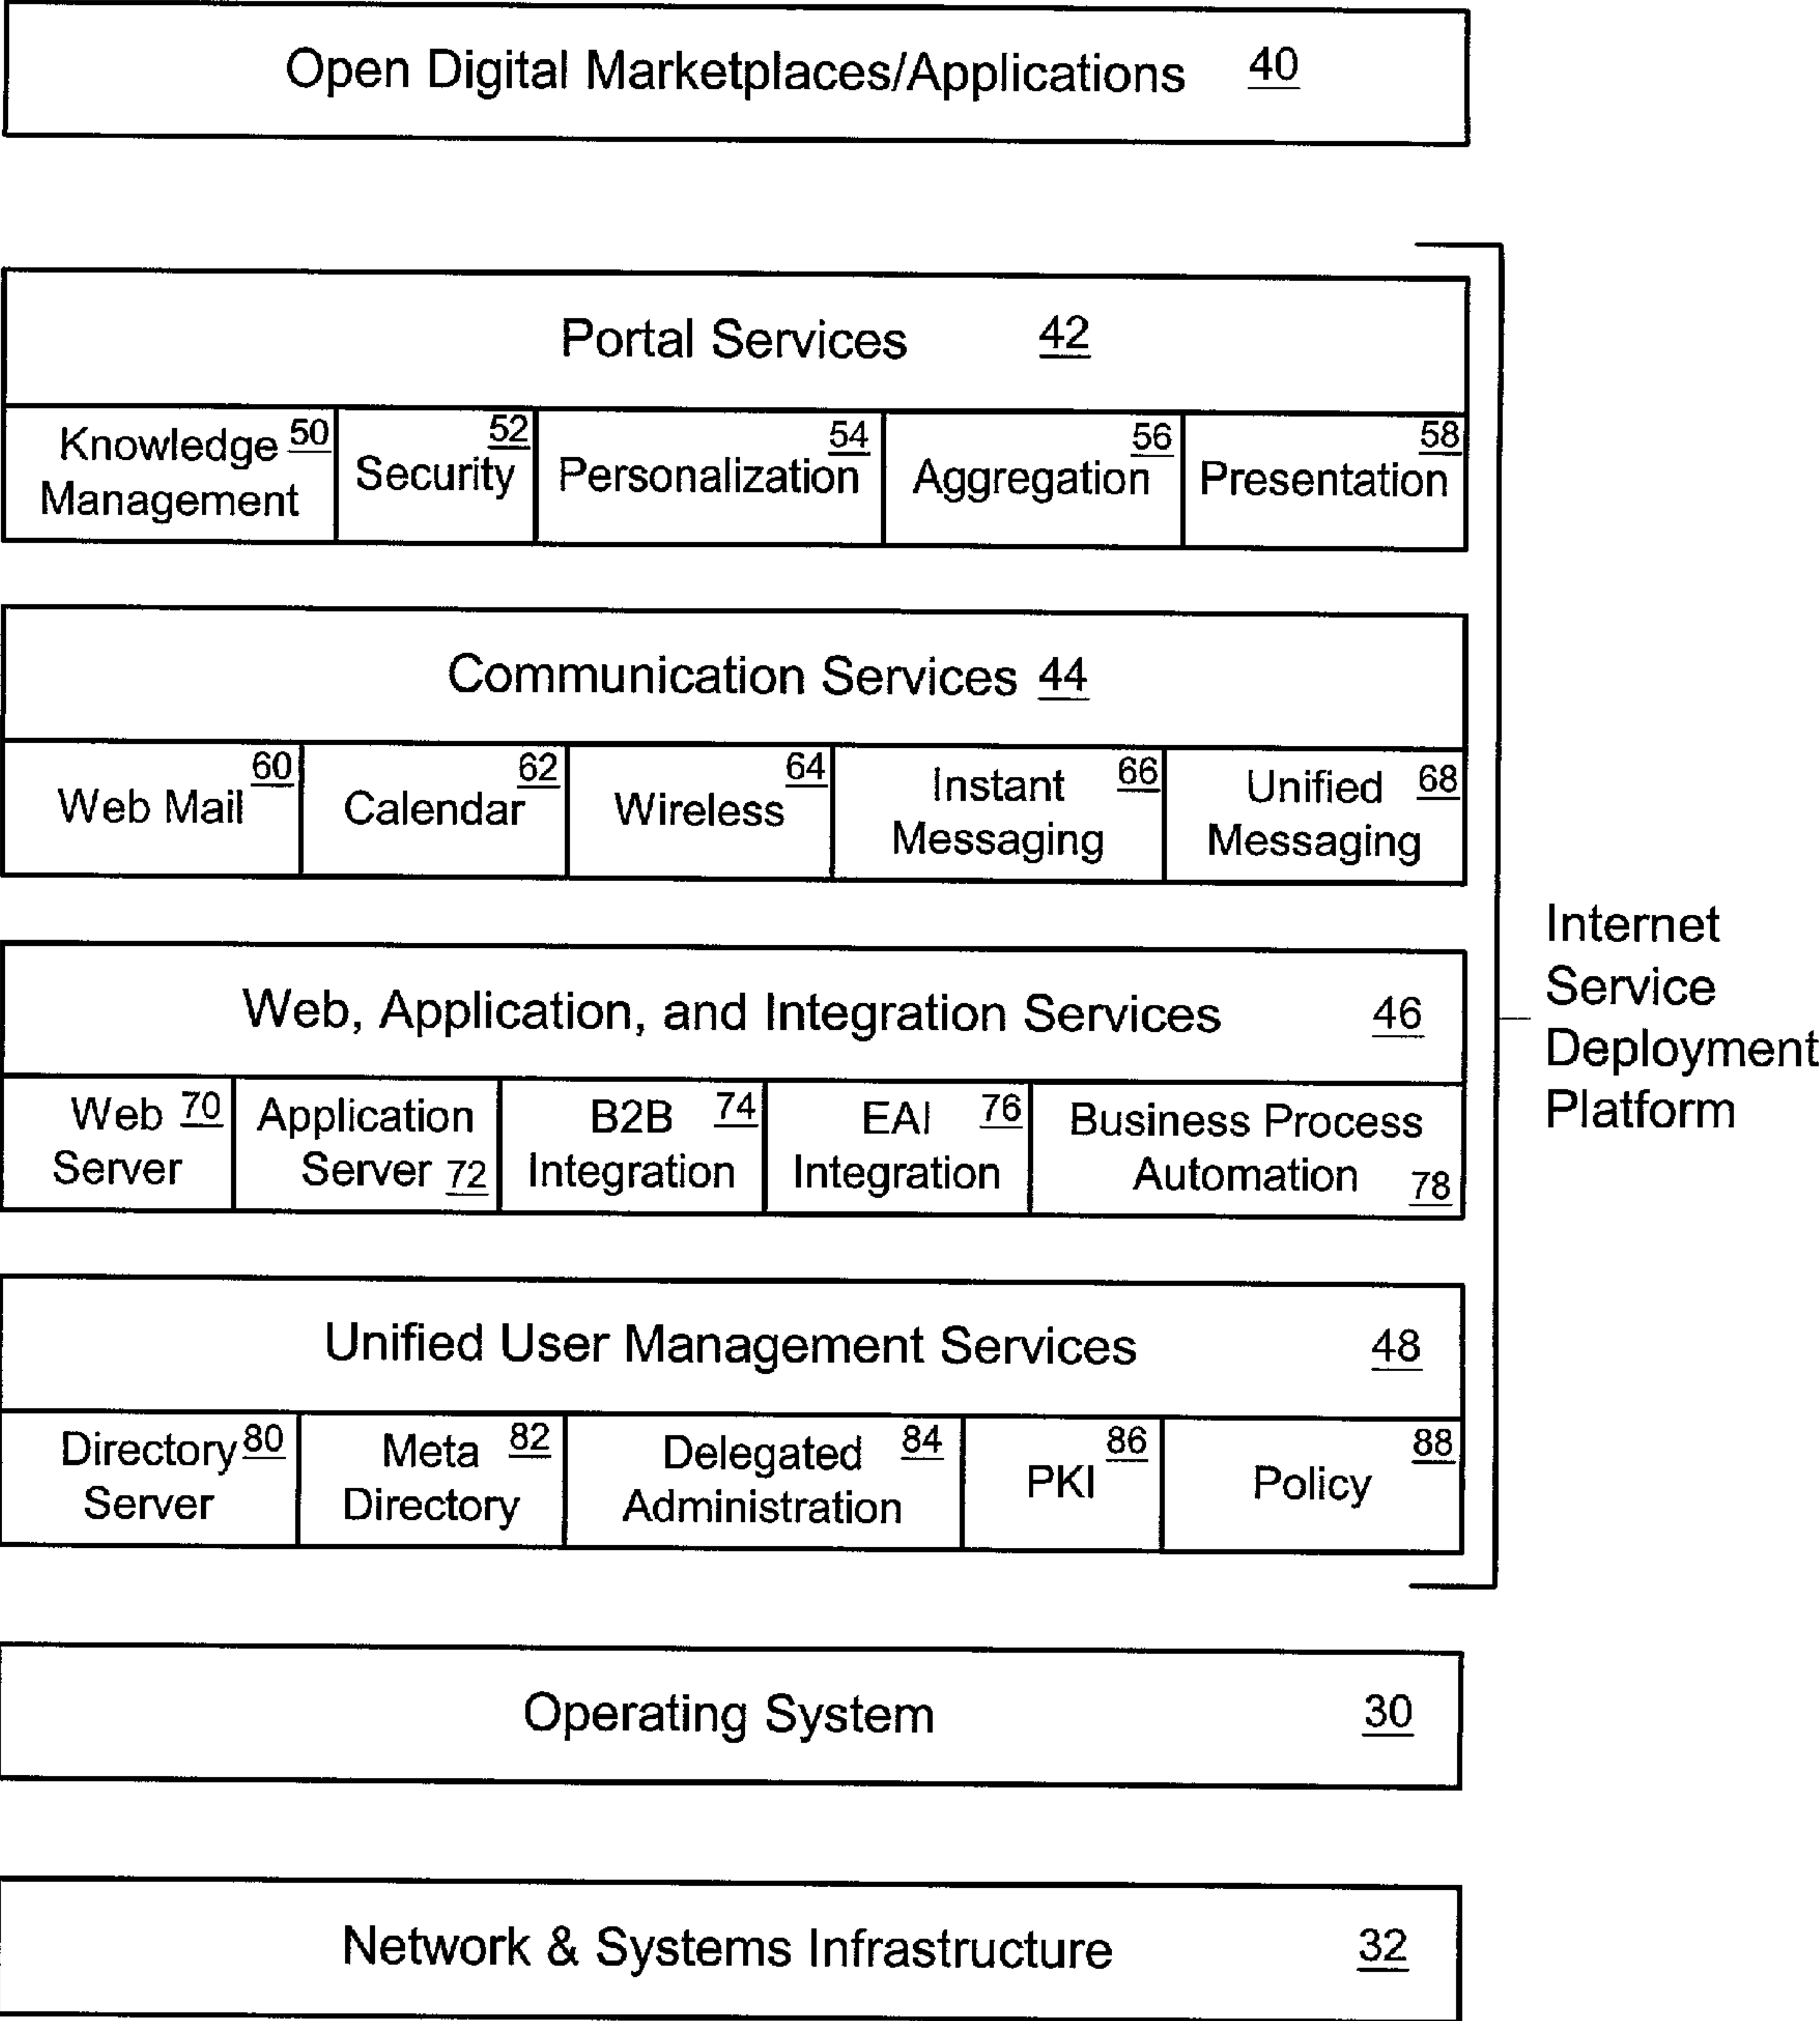 Open Digital Marketplaces/Applications 40
Portal Services 42
Knowledge 50
Management
Security 52
Personalization 54
Aggregation 56
Presentation 58
Communication Services 44
Web Mail 60
Calendar 62
Wireless 64
Instant 66
Messaging
Unified 68
Messaging
Web, Application, and Integration Services 46
Web 70
Server
Application
Server 72
B2B 74
Integration
EAI 76
Integration
Business Process
Automation 78
Unified User Management Services 48
Directory 80
Server
Meta 82
Directory
Delegated 84
Administration
PKI 86
Policy 88
Internet
Service
Deployment
Platform
Operating System 30
Network & Systems Infrastructure 32